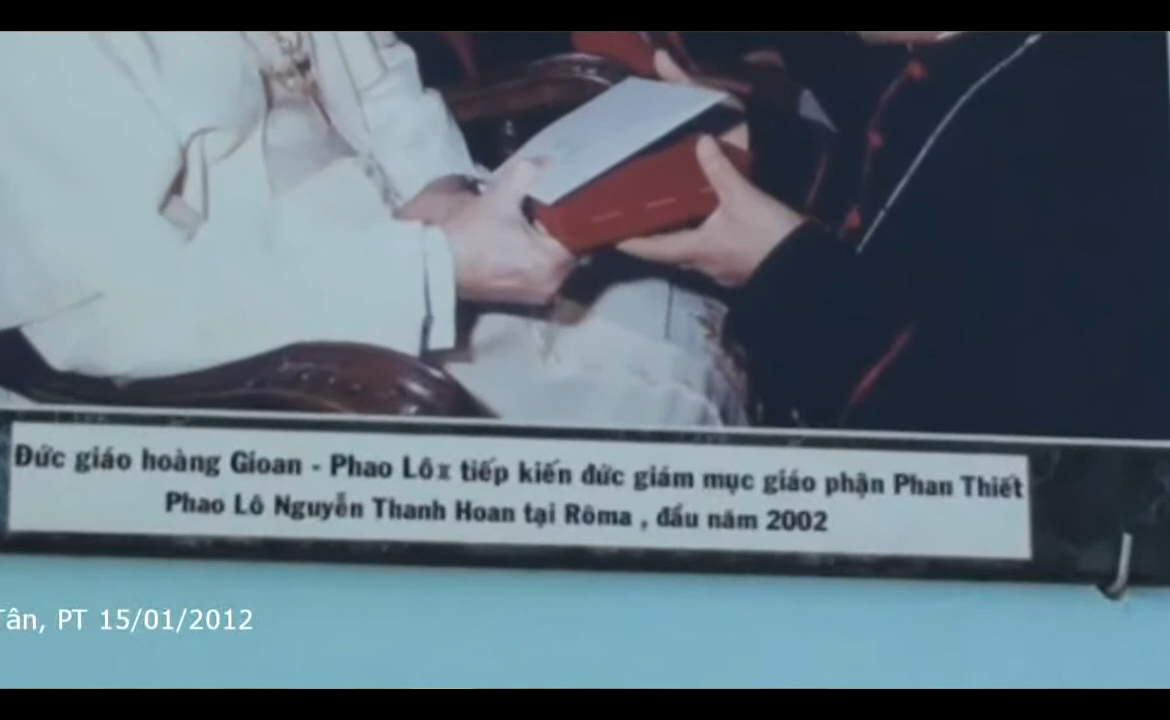 Đức giáo hoàng Gioan - Phao Lôx tiếp kiến đức giám mục giáo phận Phan Thiết
Phao Lô Nguyễn Thanh Hoan tại Rôma , đầu năm 2002
Tân, PT 15/01/2012